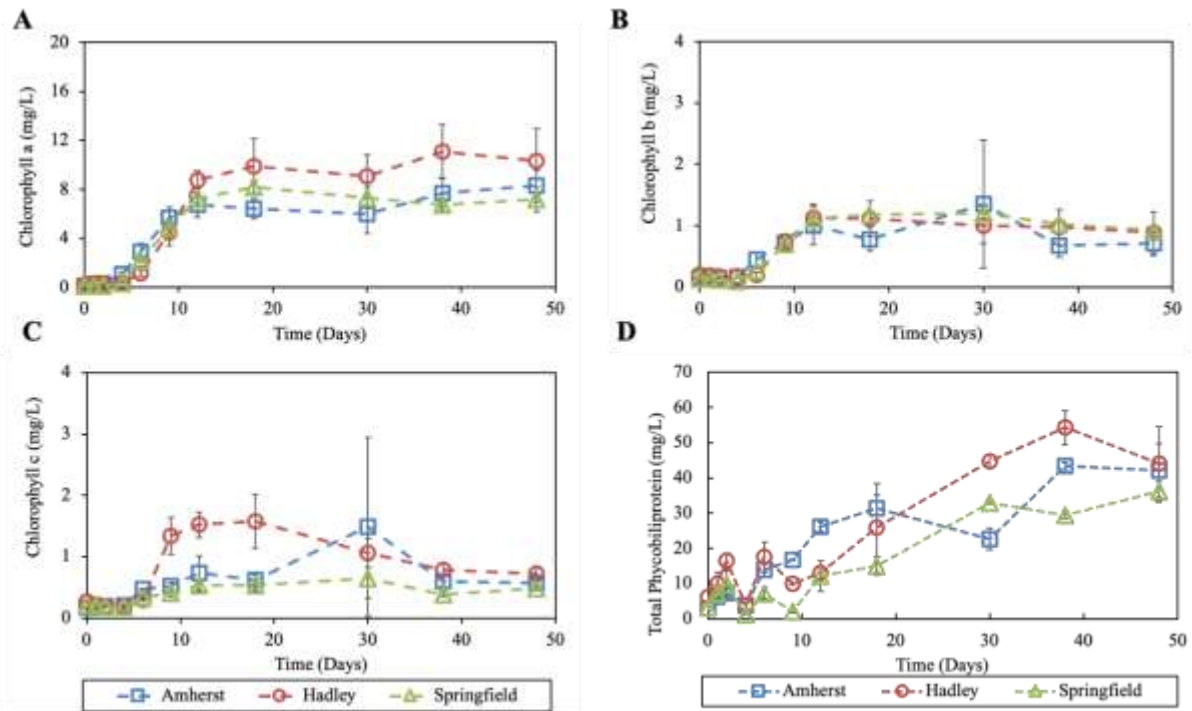 A
20
16
12
8
4
0
Chlorophyll a (mg/L)
0 10 20 30 40 50
Time (Days)
B
4
3
2
1
0
Chlorophyll b (mg/L)
0 10 20 30 40 50
Time (Days)
C
4
3
2
1
0
Chlorophyll c (mg/L)
0 10 20 30 40 50
Time (Days)
Amherst Hadley Springfield
D
70
60
50
40
30
20
10
0
Total Phycobiliprotein (mg/L)
0 10 20 30 40 50
Time (Days)
Amherst Hadley Springfield